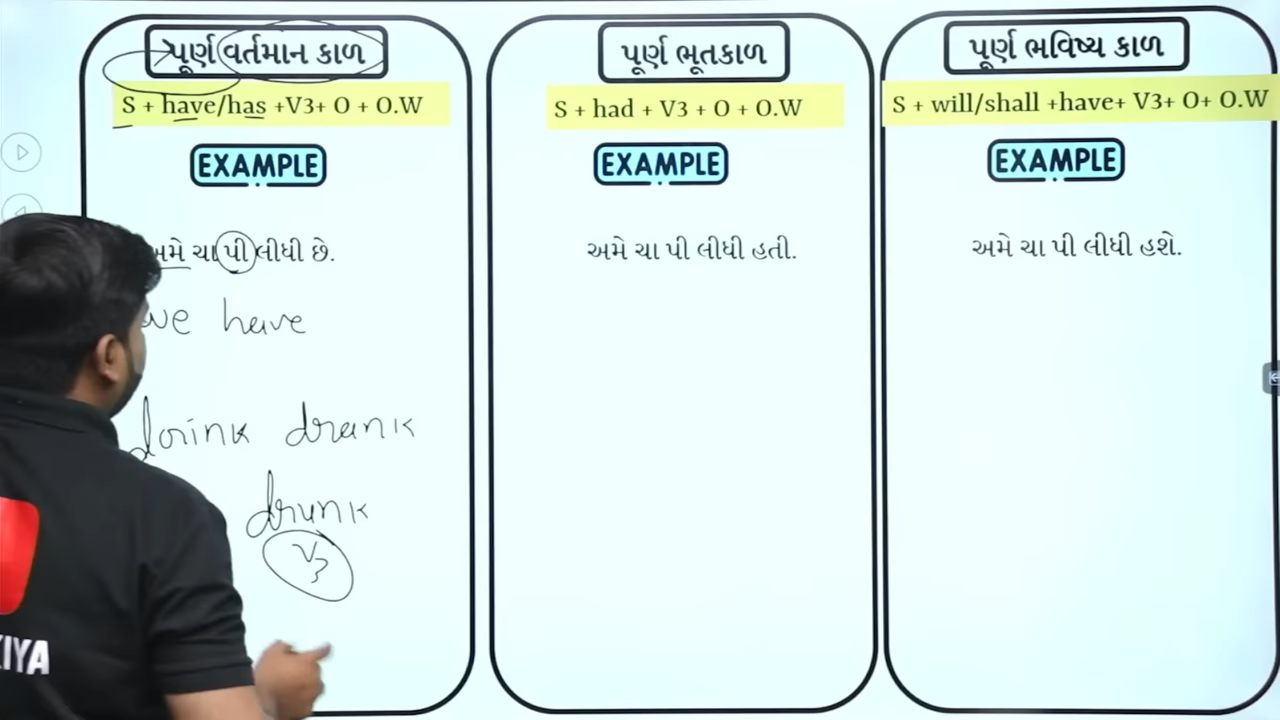 પૂર્ણ વર્તમાન કાળ
S + have/has +V3+ O + O.W
EXAMPLE
અમે ચા પી લીધી છે.
we have
drink drank
drunk
V3
પૂર્ણ ભૂતકાળ
S + had + V3 + O + O.W
EXAMPLE
અમે ચા પી લીધી હતી.
પૂર્ણ ભવિષ્ય કાળ
S + will/shall +have+ V3+ O+ O.W
EXAMPLE
અમે ચા પી લીધી હશે.